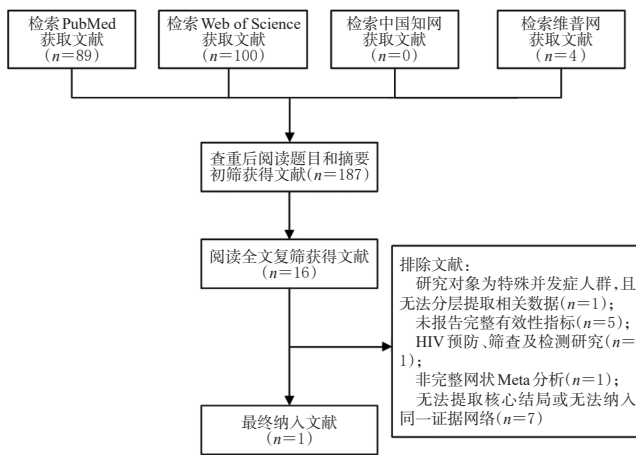 检索PubMed
获取文献
(n=89)
检索Web of Science
获取文献
(n=100)
检索中国知网
获取文献
(n=0)
检索维普网
获取文献
(n=4)
查重后阅读题目和摘要
初筛获得文献(n=187)
阅读全文复筛获得文献
(n=16)
排除文献:
研究对象为特殊并发症人群,且
无法分层提取相关数据(n=1);
未报告完整有效性指标(n=5);
HIV预防、筛查及检测研究(n=
1);
非完整网状Meta分析(n=1);
无法提取核心结局或无法纳入
同一证据网络(n=7)
最终纳入文献
(n=1)